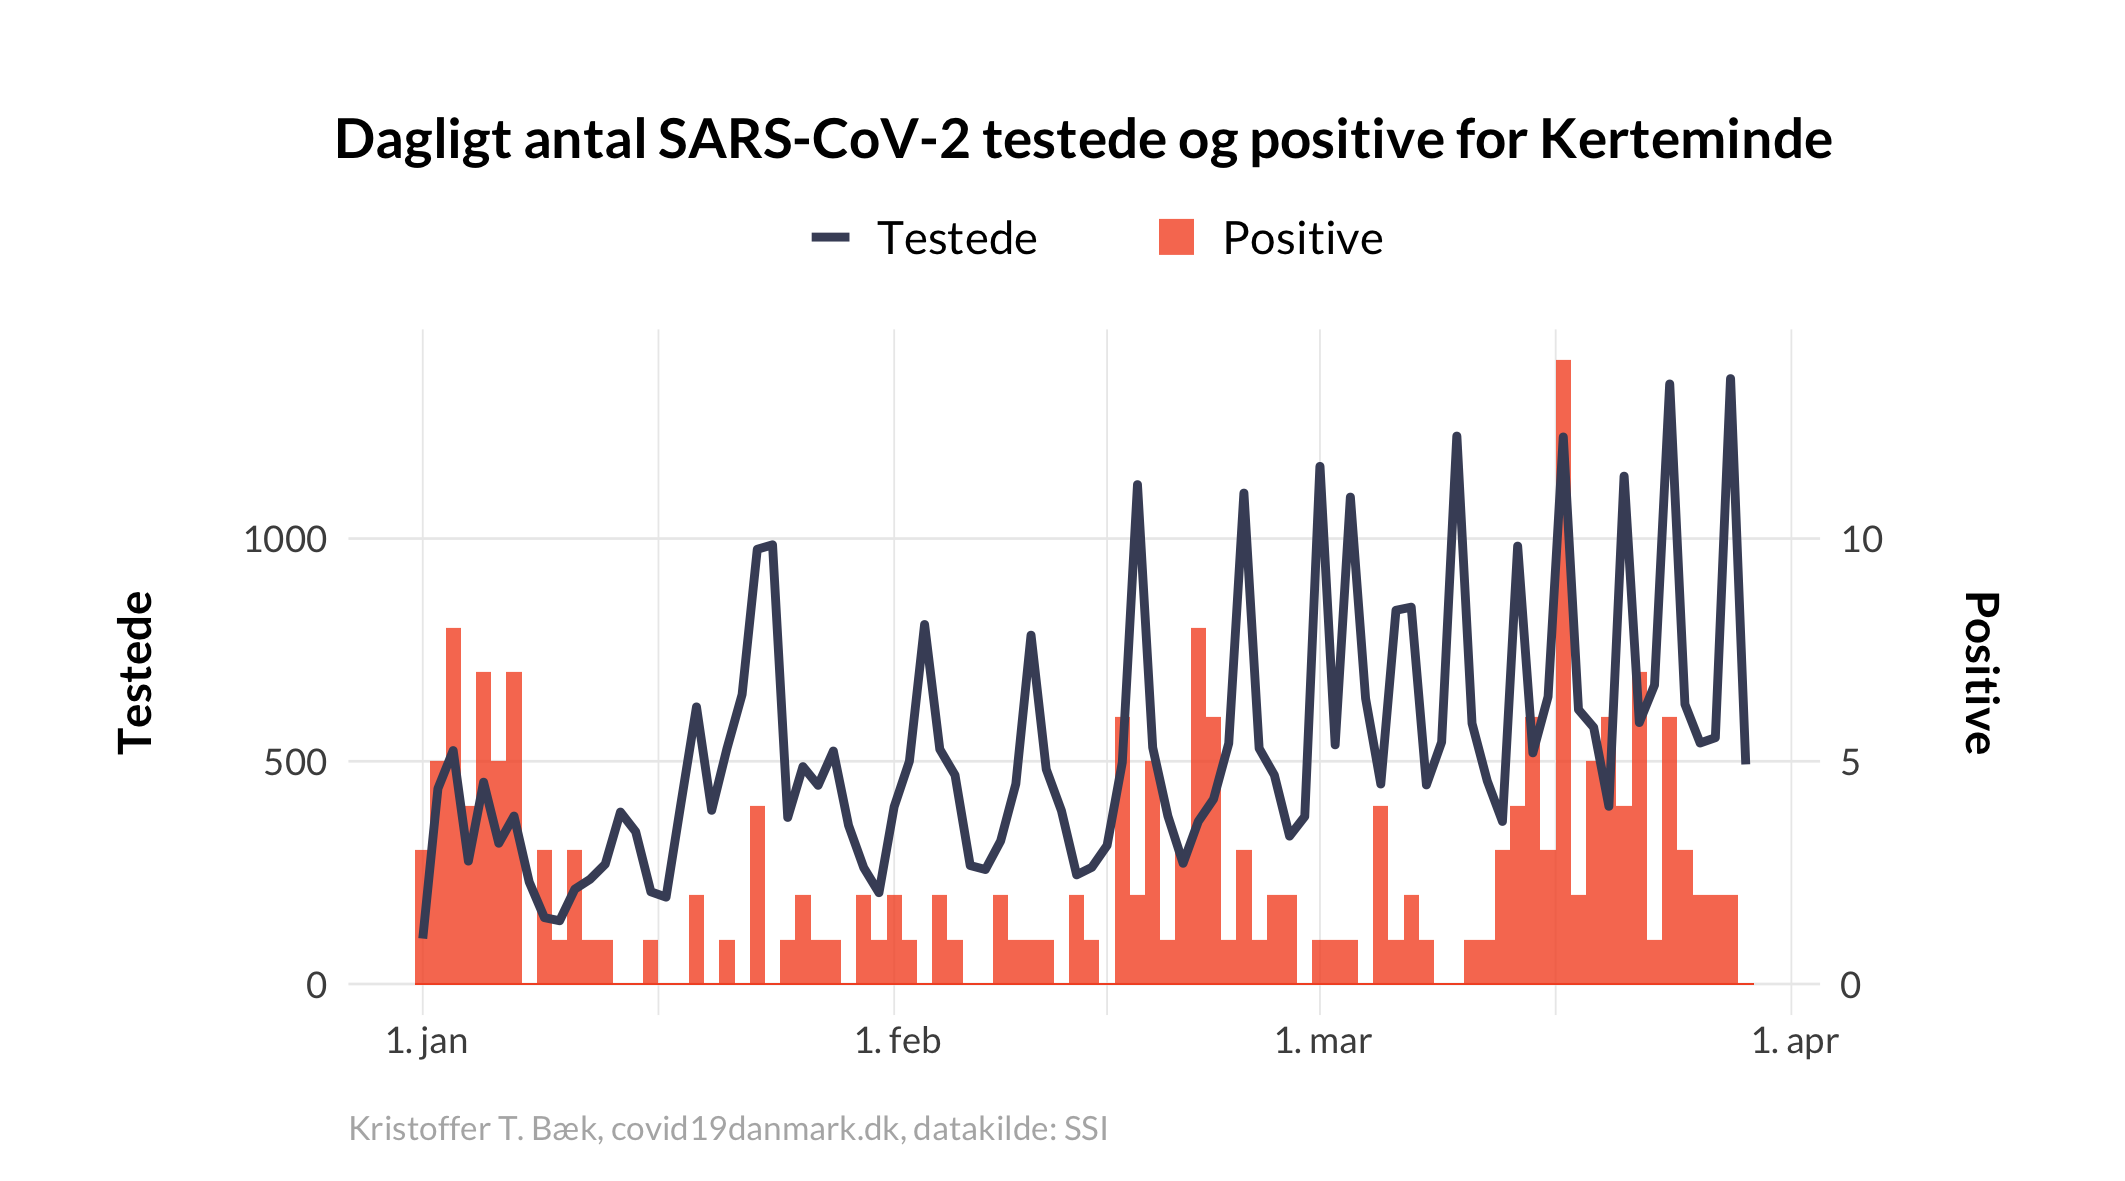 Dagligt antal SARS-CoV-2 testede og positive for Kerteminde
Testede Positive
1000 10
Testede Positive
500 5
0 0
1. jan 1. feb 1. mar 1. apr
Kristoffer T. Bæk, covid19danmark.dk, datakilde: SSI